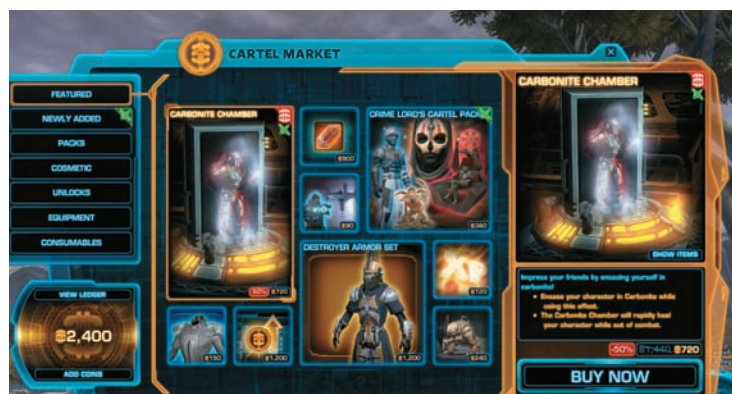 CARTEL MARKET
FEATURED
NEWLY ADDED
PACKS
COSMETIC
UNLOCKS
EQUIPMENT
CONSUMABLES
VIEW LEDGER
2,400
ADD COINS
CARBONITE CHAMBER
-50% 720
900
90
CRIME LORD'S CARTEL PACK
360
DESTROYER ARMOR SET
1,200
120
150
1,200
240
CARBONITE CHAMBER
SHOW ITEMS
Impress your friends by encasing yourself in
carbonite!
• Encase your character in Carbonite while
using this effect.
• The Carbonite Chamber will rapidly heal
your character while out of combat.
-50% 1,440 720
BUY NOW